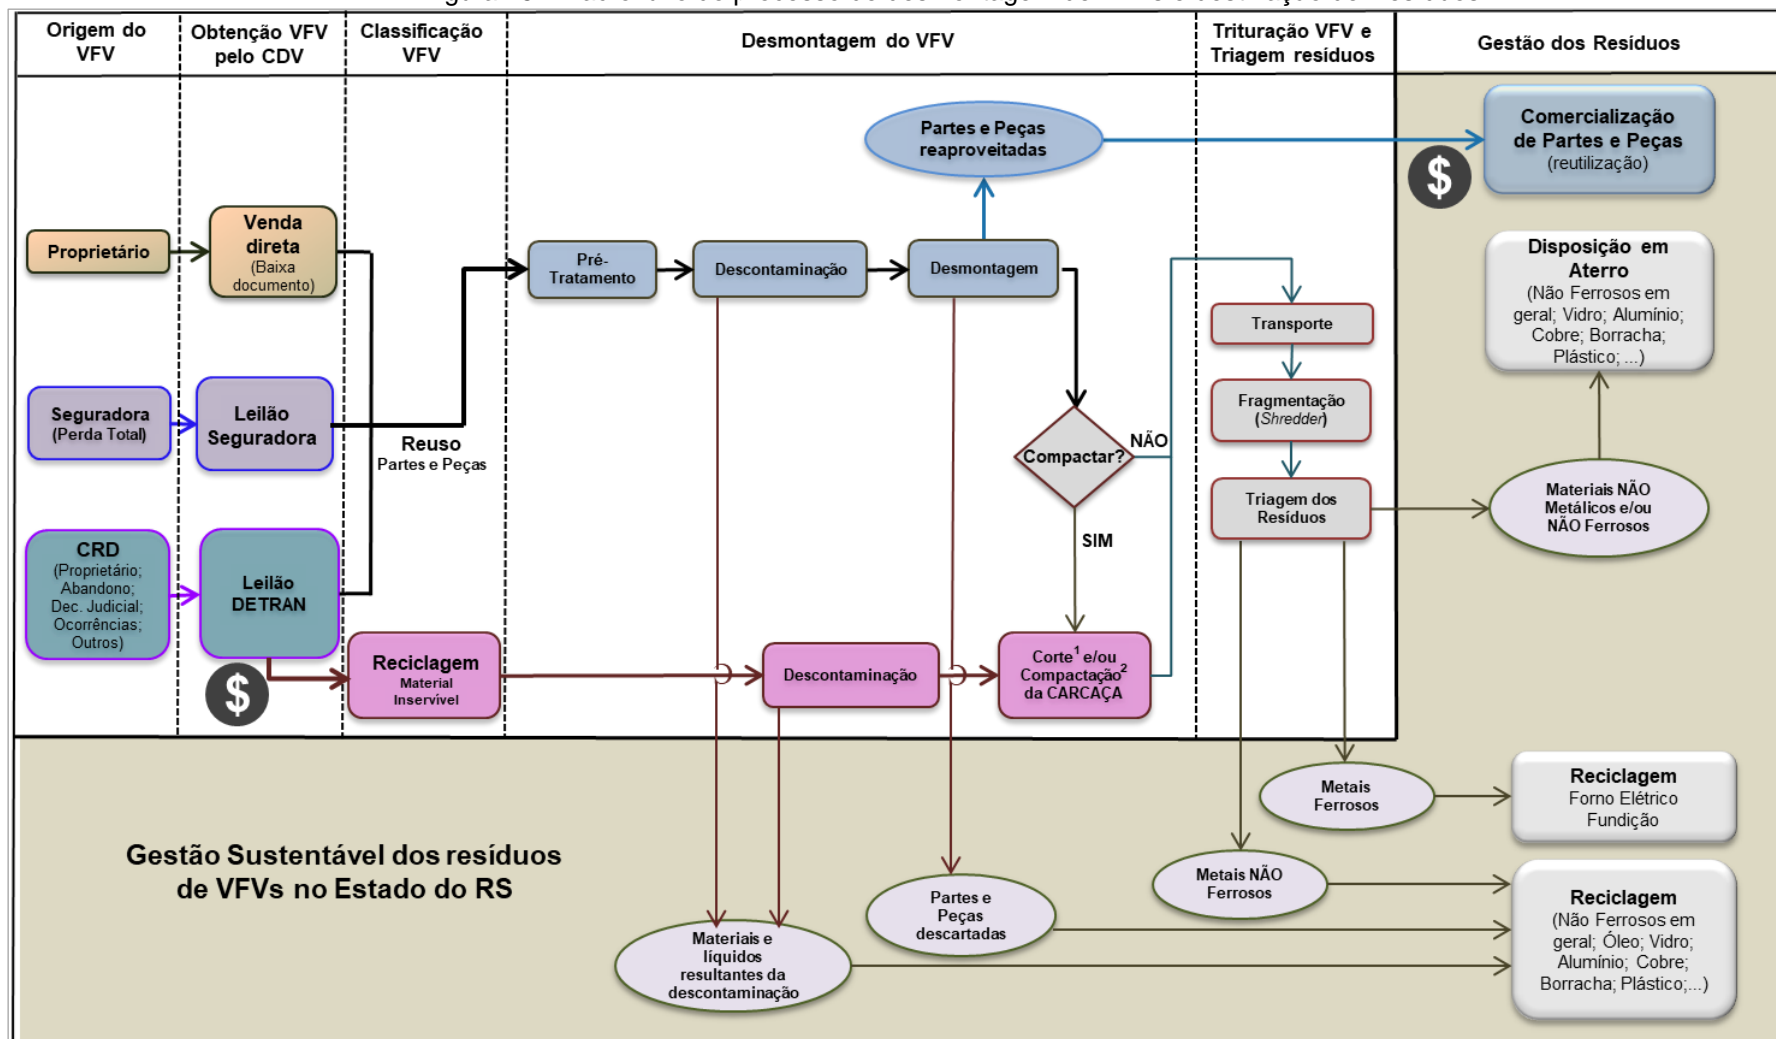 Origem do
VFV
Obtenção VFV
pelo CDV
Classificação
VFV
Desmontagem do VFV
Trituração VFV e
Triagem resíduos
Gestão dos Resíduos
Partes e Peças
reaproveitadas
Comercialização
de Partes e Peças
(reutilização)
$
Proprietário
Venda
direta
(Baixa
documento)
Pré-
Tratamento
Descontaminação
Desmontagem
Transporte
Disposição em
Aterro
(Não Ferrosos em
geral; Vidro; Alumínio;
Cobre; Borracha;
Plástico; ...)
Seguradora
(Perda Total)
Leilão
Seguradora
Reuso
Partes e Peças
Compactar?
NÃO
SIM
Fragmentação
(Shredder)
Triagem dos
Resíduos
Materiais NÃO
Metálicos e/ou
NÃO Ferrosos
CRD
(Proprietário;
Abandono;
Dec. Judicial;
Ocorrências;
Outros)
Leilão
DETRAN
$
Reciclagem
Material
Inservível
Descontaminação
Corte1 e/ou
Compactação2
da CARCAÇA
Metais
Ferrosos
Reciclagem
Forno Elétrico
Fundição
Gestão Sustentável dos resíduos
de VFVs no Estado do RS
Metais NÃO
Ferrosos
Partes e
Peças
descartadas
Materiais e
líquidos
resultantes da
descontaminação
Reciclagem
(Não Ferrosos em
geral; Óleo; Vidro;
Alumínio; Cobre;
Borracha; Plástico;...)